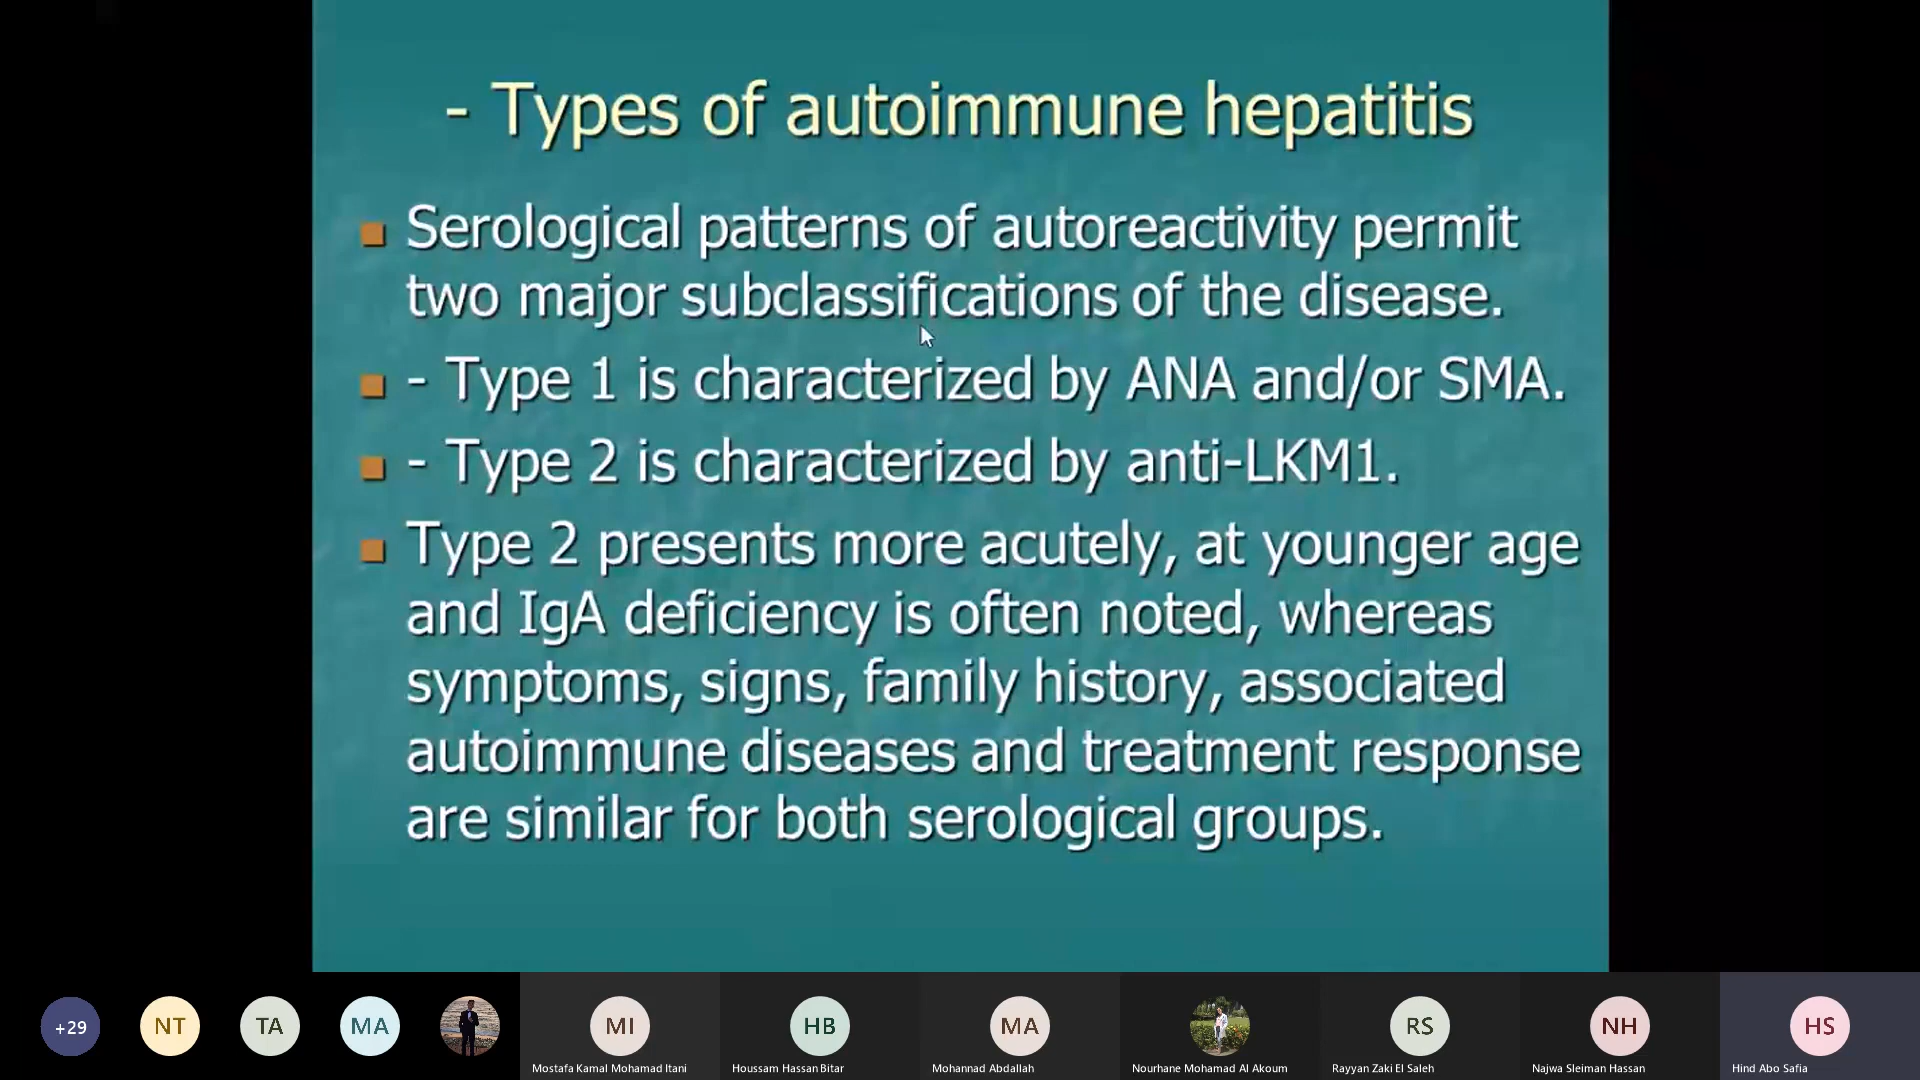 - Types of autoimmune hepatitis
Serological patterns of autoreactivity permit
two major subclassifications of the disease.
- Type 1 is characterized by ANA and/or SMA.
- Type 2 is characterized by anti-LKM1.
Type 2 presents more acutely, at younger age
and IgA deficiency is often noted, whereas
symptoms, signs, family history, associated
autoimmune diseases and treatment response
are similar for both serological groups.
+29
NT
TA
MA
MI
HB
MA
RS
NH
HS
Mostafa Kamal Mohamad Itani
Houssam Hassan Bitar
Mohannad Abdallah
Nourhane Mohamad Al Akoum
Rayyan Zaki El Saleh
Najwa Sleiman Hassan
Hind Abo Safia